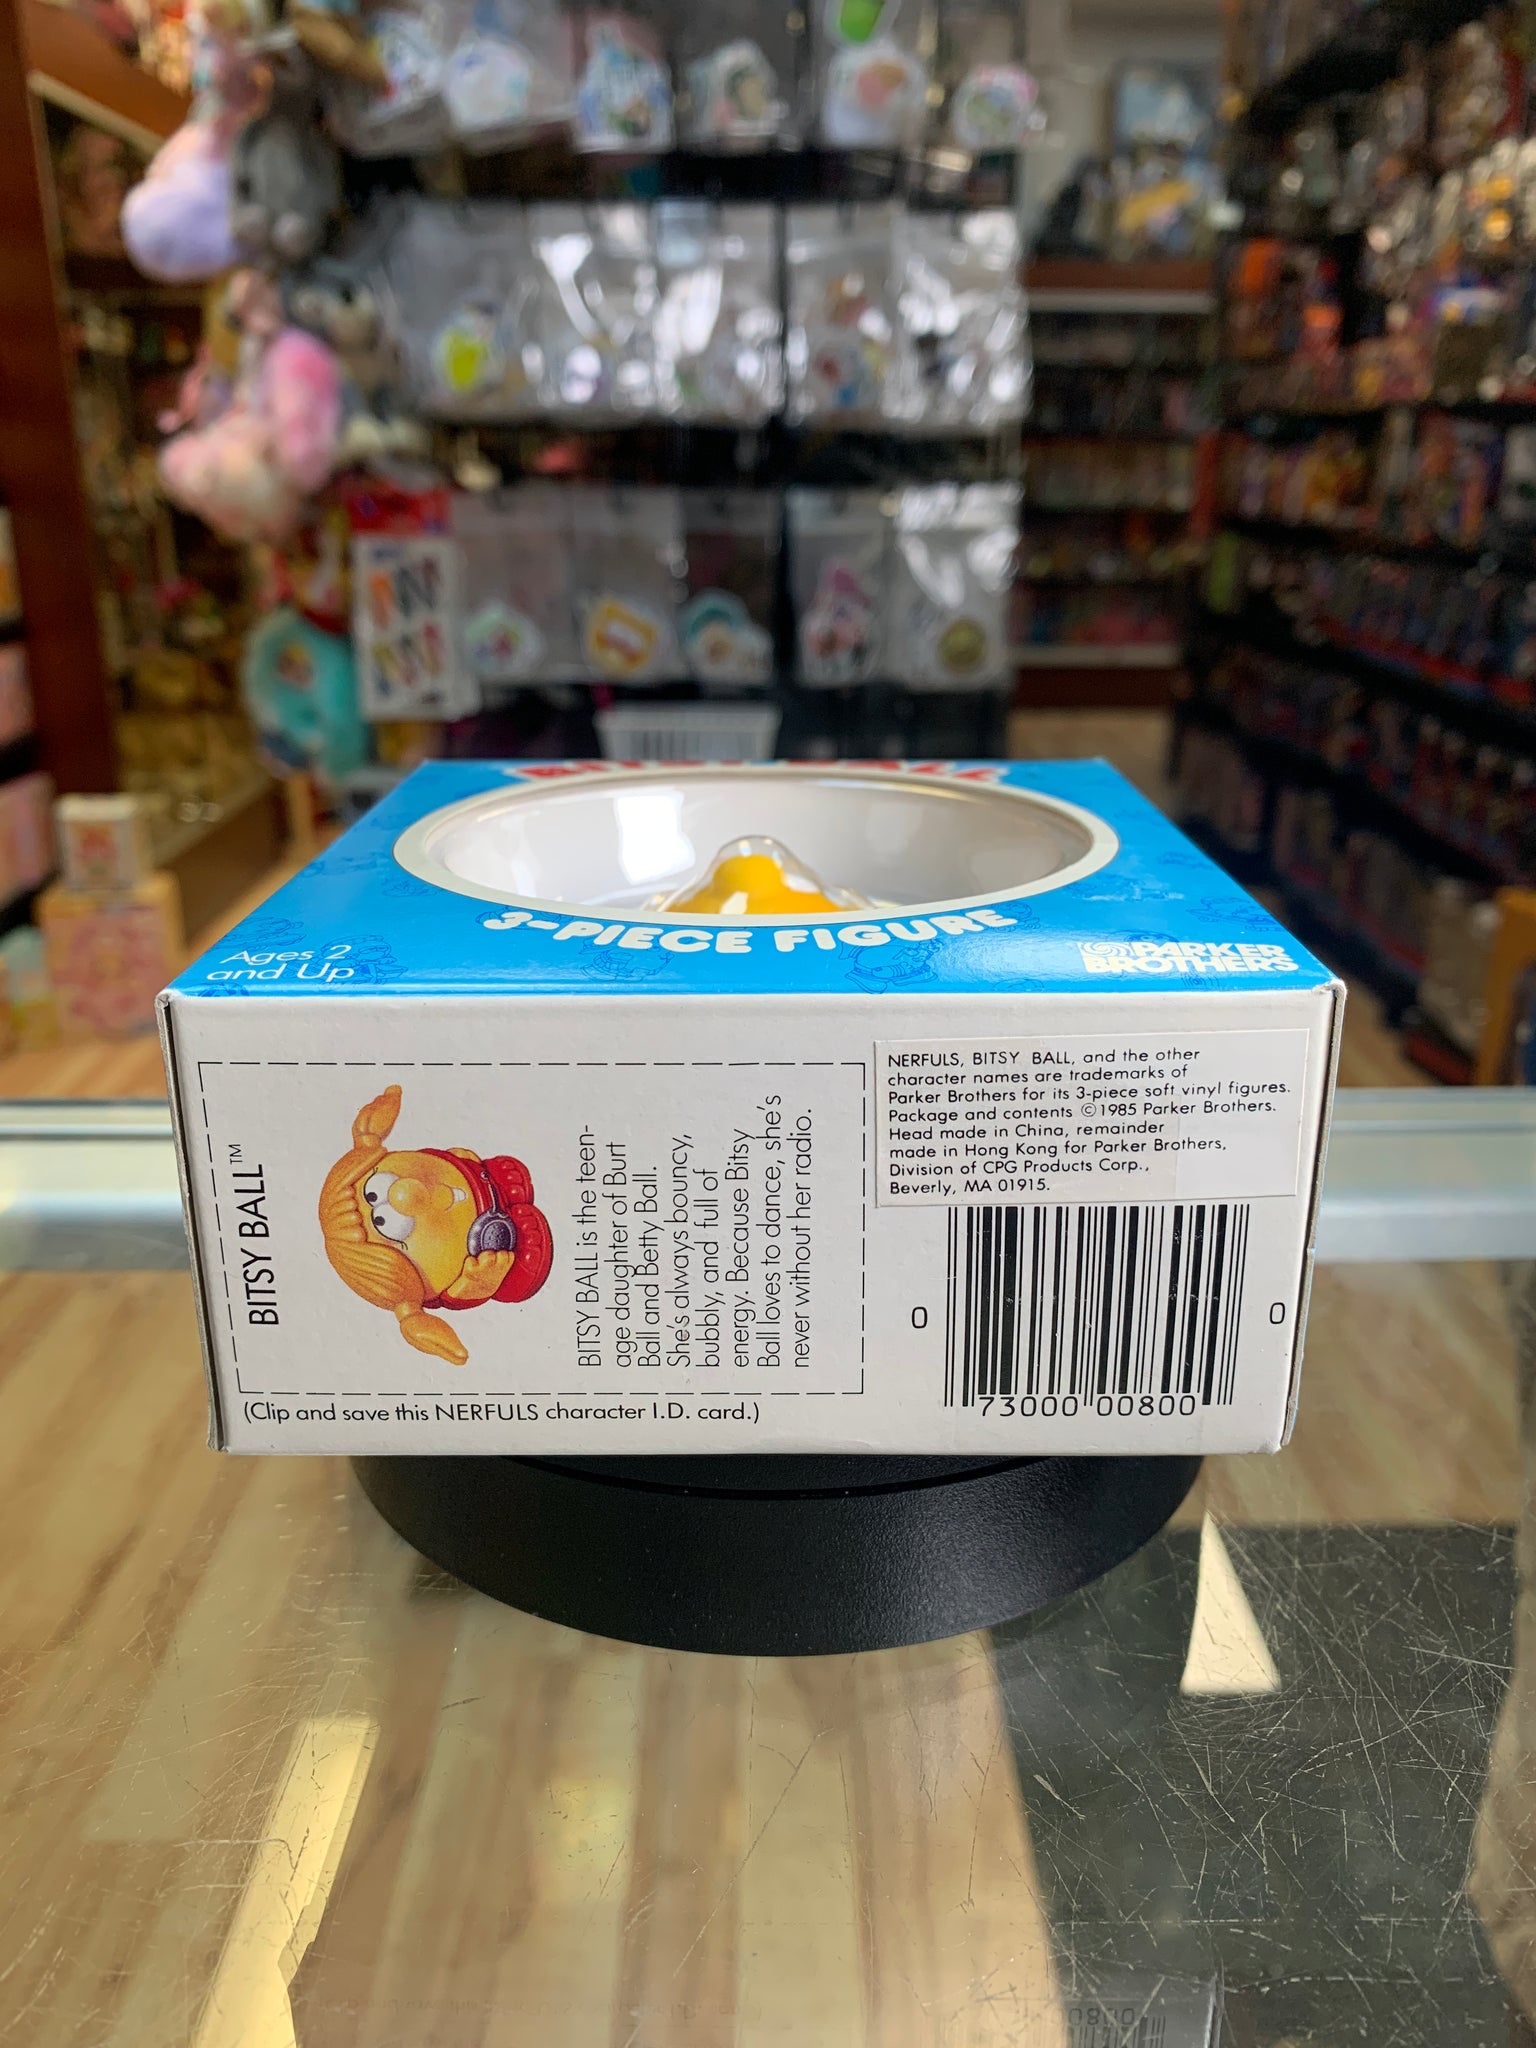 BITSY BALL
3-PIECE FIGURE
Ages 2
and Up
PARKER
BROTHERS
BITSY BALL™
BITSY BALL is the teen-
age daughter of Burt
Ball and Betty Ball.
She's always bouncy,
bubbly, and full of
energy. Because Bitsy
Ball loves to dance, she's
never without her radio.
(Clip and save this NERFULS character I.D. card.)
NERFULS, BITSY BALL, and the other
character names are trademarks of
Parker Brothers for its 3-piece soft vinyl figures.
Package and contents ©1985 Parker Brothers.
Head made in China, remainder
made in Hong Kong for Parker Brothers,
Division of CPG Products Corp.,
Beverly, MA 01915.
0 73000 00800 0